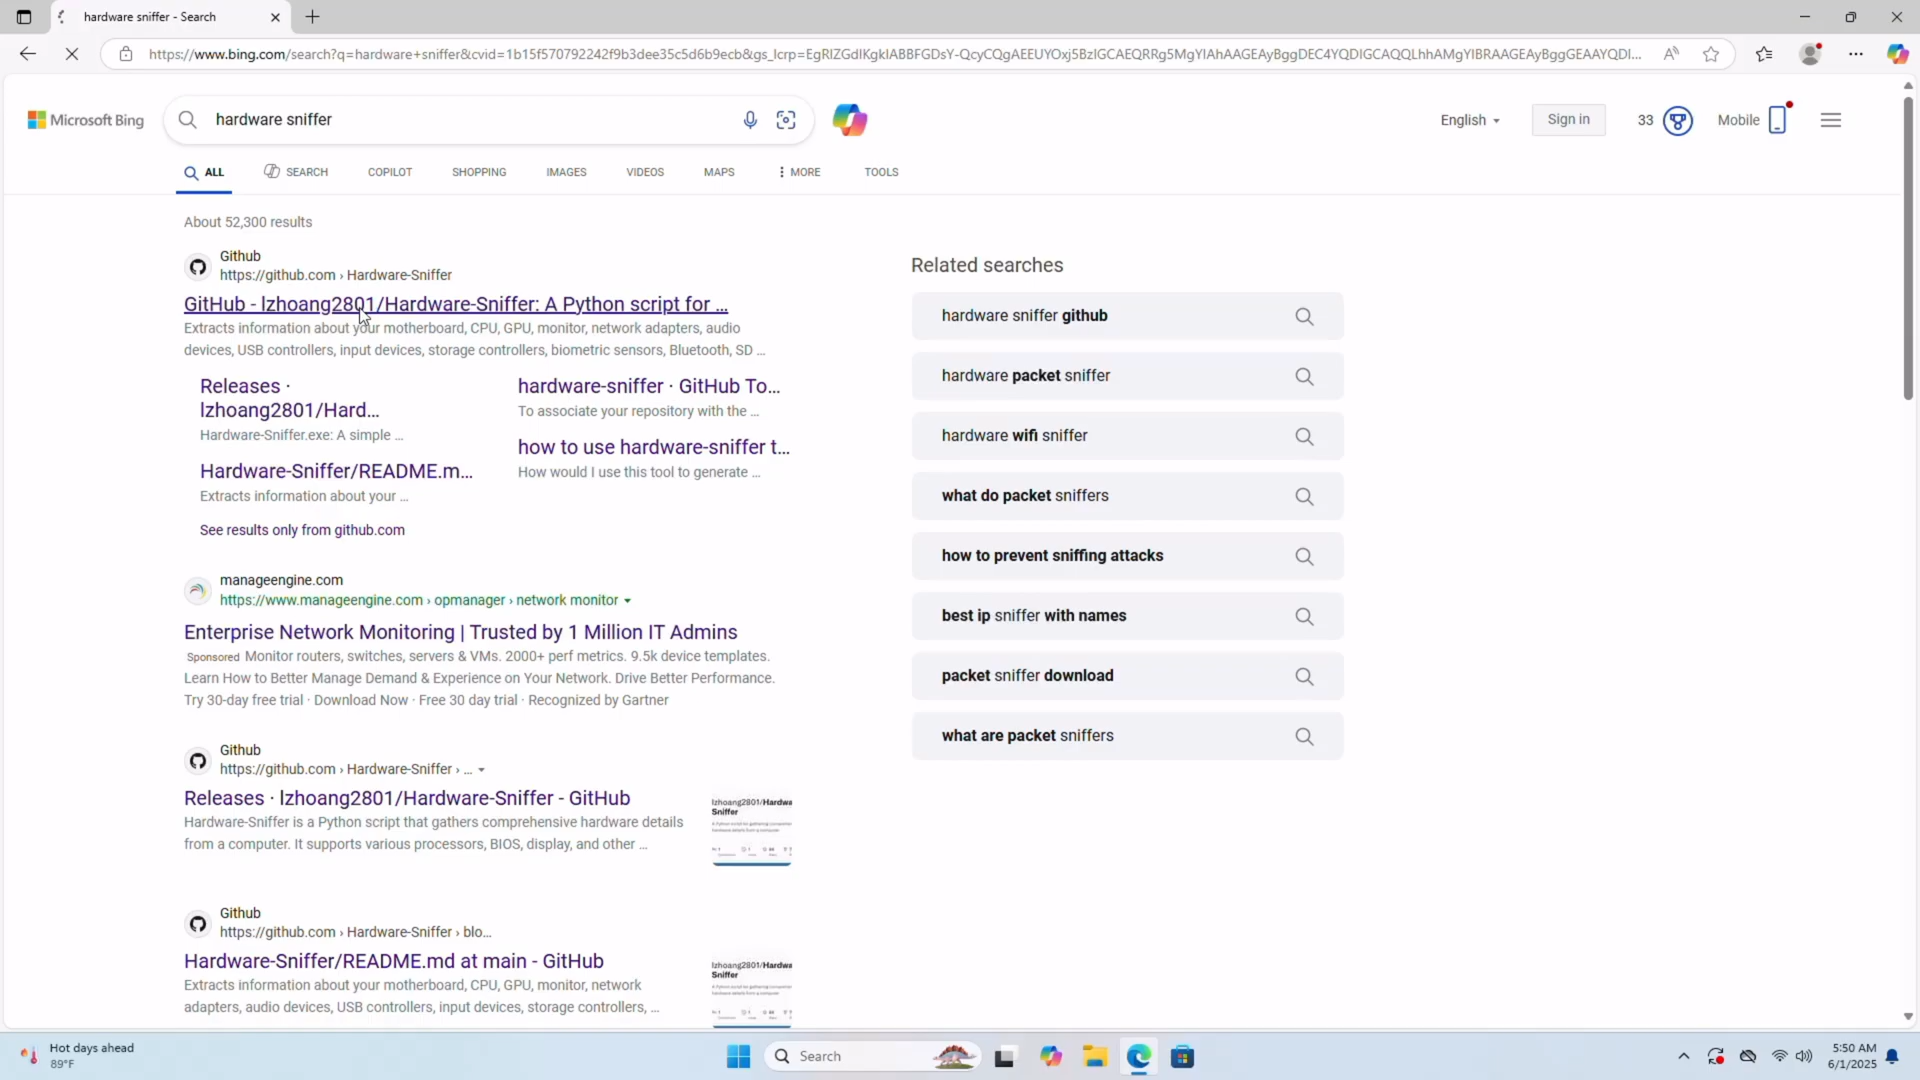 hardware sniffer - Search
https://www.bing.com/search?q=hardware+sniffer&cvid=1b15f570792242f9b3dee35c5d6b9ecb&gs_lcrp=EgRlZGdlKgkIABBFGDsY-QcyCQgAEEUYOxj5BzIGCAEQRRg5MgYIAhAAGEAyBggDEC4YQDIGCAQQLhhAMgYIBRAAGEAyBggGEAAYQDI...
Microsoft Bing
hardware sniffer
English
Sign in
33
Mobile
ALL
SEARCH
COPILOT
SHOPPING
IMAGES
VIDEOS
MAPS
MORE
TOOLS
About 52,300 results
Github
https://github.com › Hardware-Sniffer
GitHub - lzhoang2801/Hardware-Sniffer: A Python script for ...
Extracts information about your motherboard, CPU, GPU, monitor, network adapters, audio
devices, USB controllers, input devices, storage controllers, biometric sensors, Bluetooth, SD ...
Releases ·
lzhoang2801/Hard...
Hardware-Sniffer.exe: A simple ...
Hardware-Sniffer/README.m...
Extracts information about your ...
hardware-sniffer · GitHub To...
To associate your repository with the ...
how to use hardware-sniffer t...
How would I use this tool to generate ...
See results only from github.com
manageengine.com
https://www.manageengine.com › opmanager › network monitor
Enterprise Network Monitoring | Trusted by 1 Million IT Admins
Sponsored Monitor routers, switches, servers & VMs. 2000+ perf metrics. 9.5k device templates.
Learn How to Better Manage Demand & Experience on Your Network. Drive Better Performance.
Try 30-day free trial · Download Now · Free 30 day trial · Recognized by Gartner
Github
https://github.com › Hardware-Sniffer › ...
Releases · lzhoang2801/Hardware-Sniffer - GitHub
Hardware-Sniffer is a Python script that gathers comprehensive hardware details
from a computer. It supports various processors, BIOS, display, and other ...
lzhoang2801/Hardwa
Sniffer
Github
https://github.com › Hardware-Sniffer › blo...
Hardware-Sniffer/README.md at main - GitHub
Extracts information about your motherboard, CPU, GPU, monitor, network
adapters, audio devices, USB controllers, input devices, storage controllers, ...
lzhoang2801/Hardwa
Sniffer
Related searches
hardware sniffer github
hardware packet sniffer
hardware wifi sniffer
what do packet sniffers
how to prevent sniffing attacks
best ip sniffer with names
packet sniffer download
what are packet sniffers
Hot days ahead
89°F
Search
5:50 AM
6/1/2025